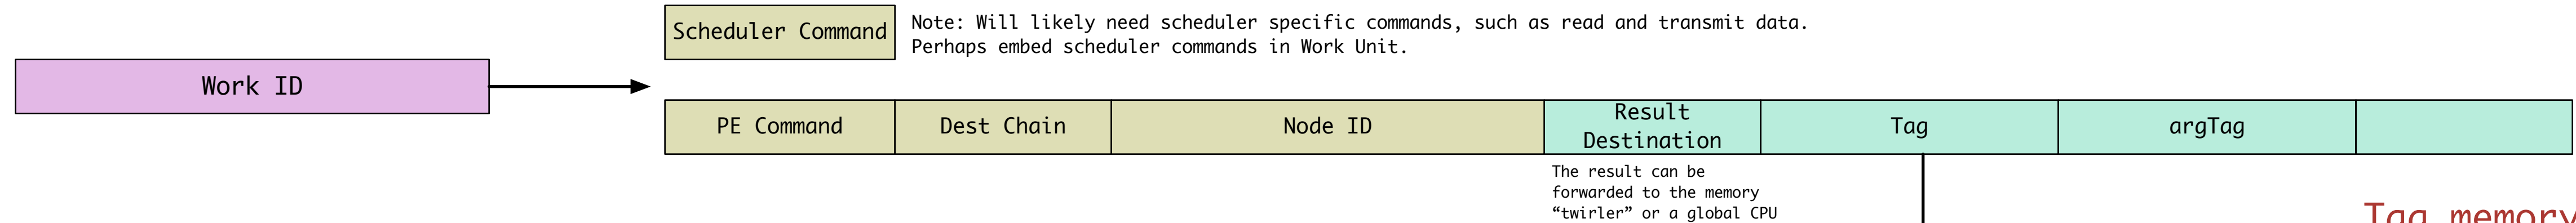 Scheduler Command
Note: Will likely need scheduler specific commands, such as read and transmit data.
Perhaps embed scheduler commands in Work Unit.
Work ID
PE Command
Dest Chain
Node ID
Result
Destination
Tag
argTag
The result can be
forwarded to the memory
“twirler” or a global CPU
Tag memory